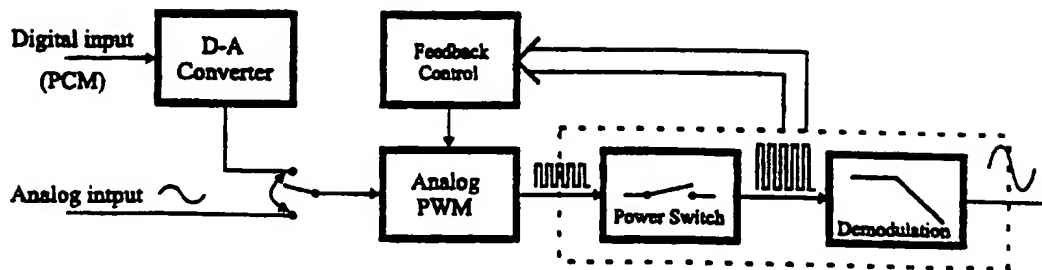 Digital input
(PCM)
D-A
Converter
Feedback
Control
Analog intput
Analog
PWM
Power Switch
Demodulation